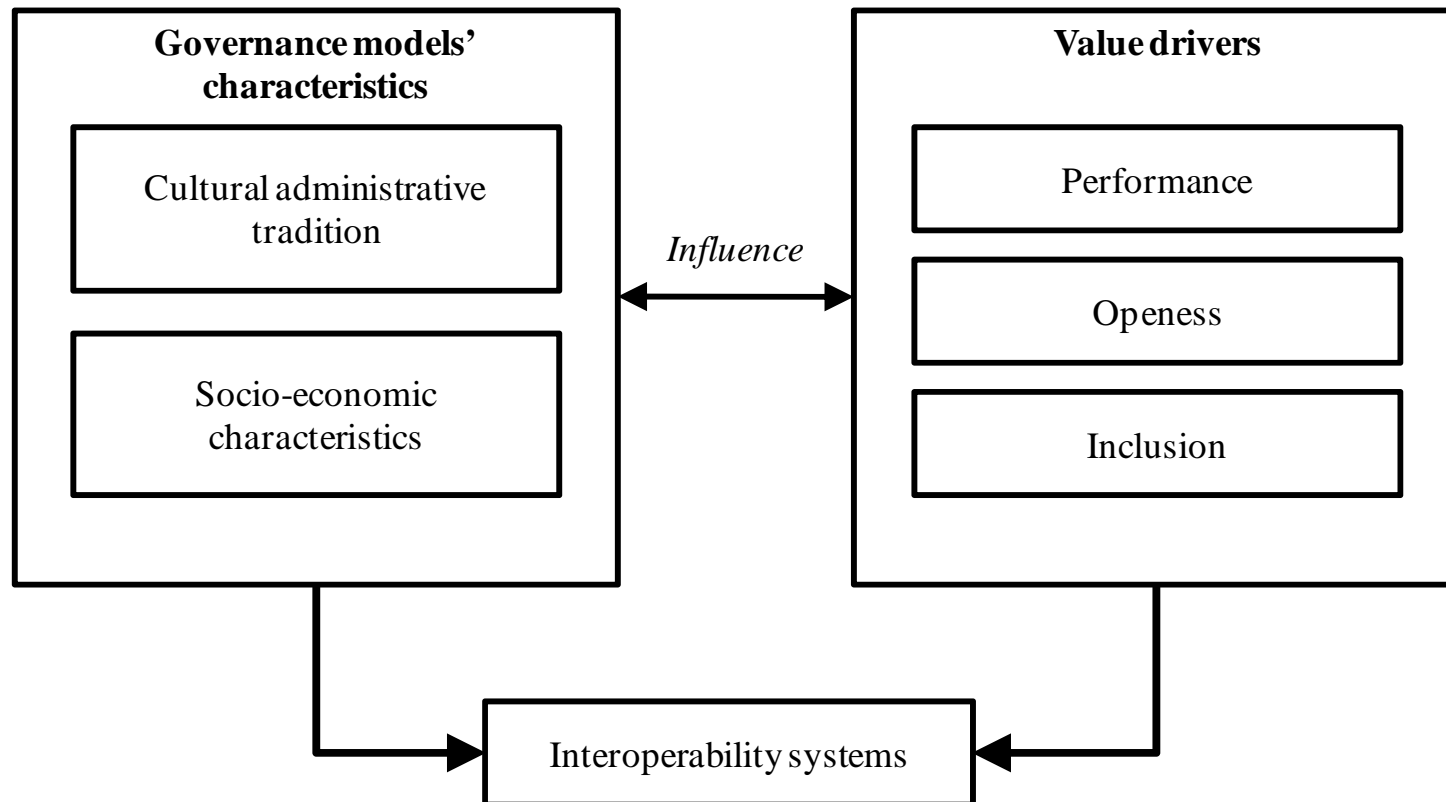 Governance models’
characteristics
Cultural administrative
tradition
Socio-economic
characteristics
Influence
Value drivers
Performance
Openess
Inclusion
Interoperability systems